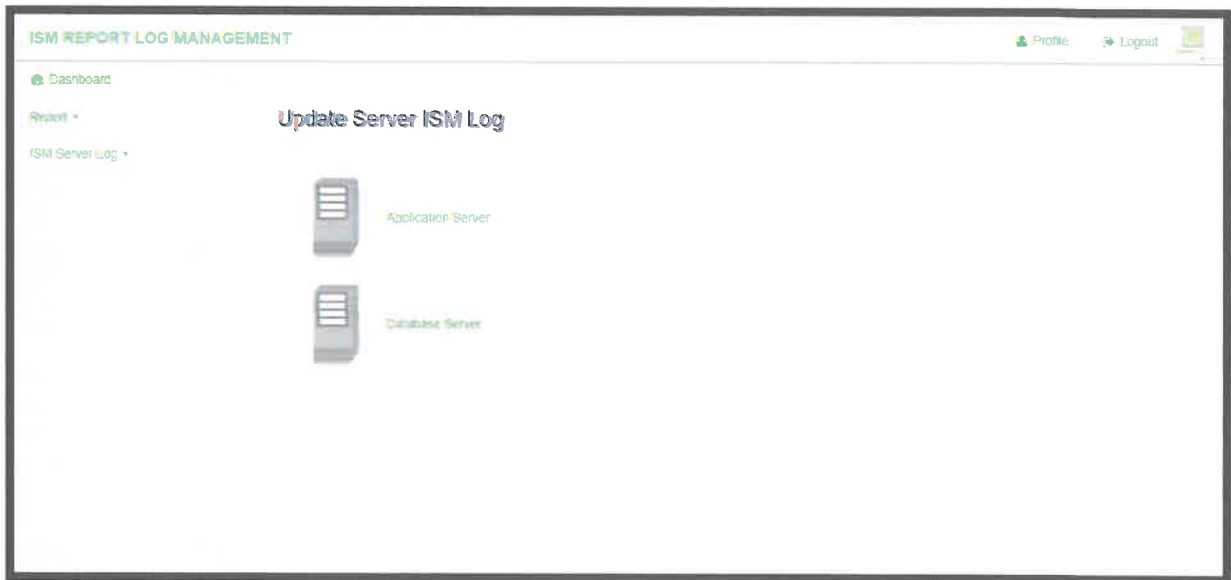 ISM REPORT LOG MANAGEMENT
Profile
Logout
Dashboard
Report
Update Server ISM Log
ISM Server Log
Application Server
Database Server